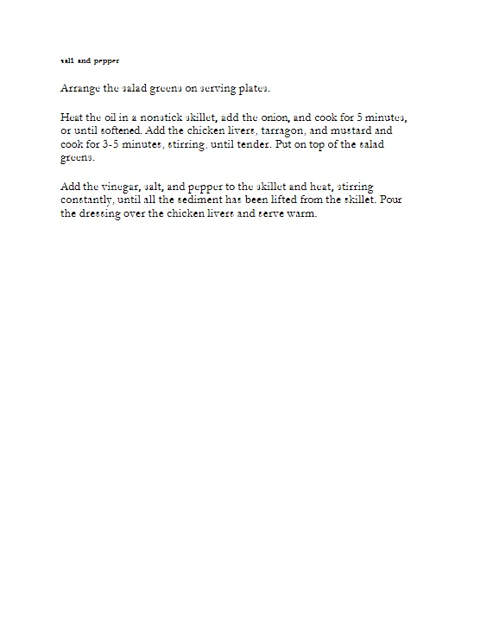 salt and pepper
Arrange the salad greens on serving plates.
Heat the oil in a nonstick skillet, add the onion, and cook for 5 minutes,
or until softened. Add the chicken livers, tarragon, and mustard and
cook for 3-5 minutes, stirring, until tender. Put on top of the salad
greens.
Add the vinegar, salt, and pepper to the skillet and heat, stirring
constantly, until all the sediment has been lifted from the skillet. Pour
the dressing over the chicken livers and serve warm.